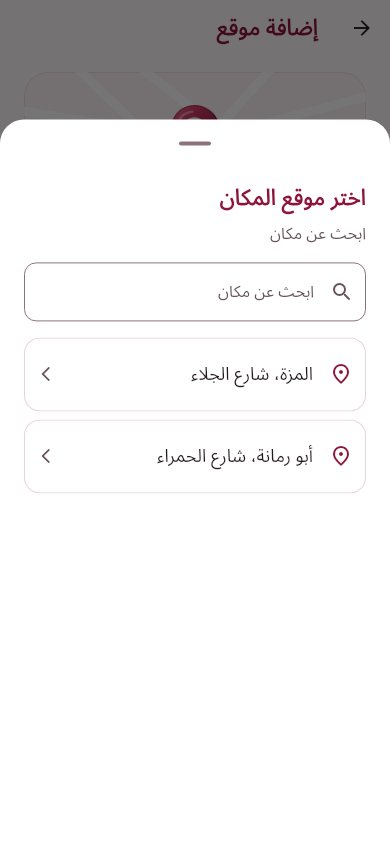 إضافة موقع
اختر موقع المكان
ابحث عن مكان
ابحث عن مكان
المزة، شارع الجلاء
أبو رمانة، شارع الحمراء